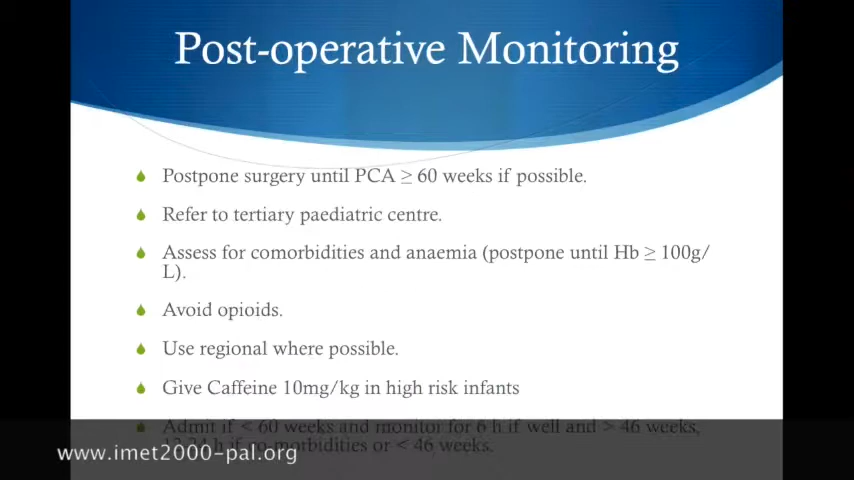 Post-operative Monitoring
Postpone surgery until PCA ≥ 60 weeks if possible.
Refer to tertiary paediatric centre.
Assess for comorbidities and anaemia (postpone until Hb ≥ 100g/
L).
Avoid opioids.
Use regional where possible.
Give Caffeine 10mg/kg in high risk infants
Admit if < 60 weeks and monitor for 6 h if well and > 46 weeks,
h if co-morbidities or < 46 weeks.
www.imet2000-pal.org